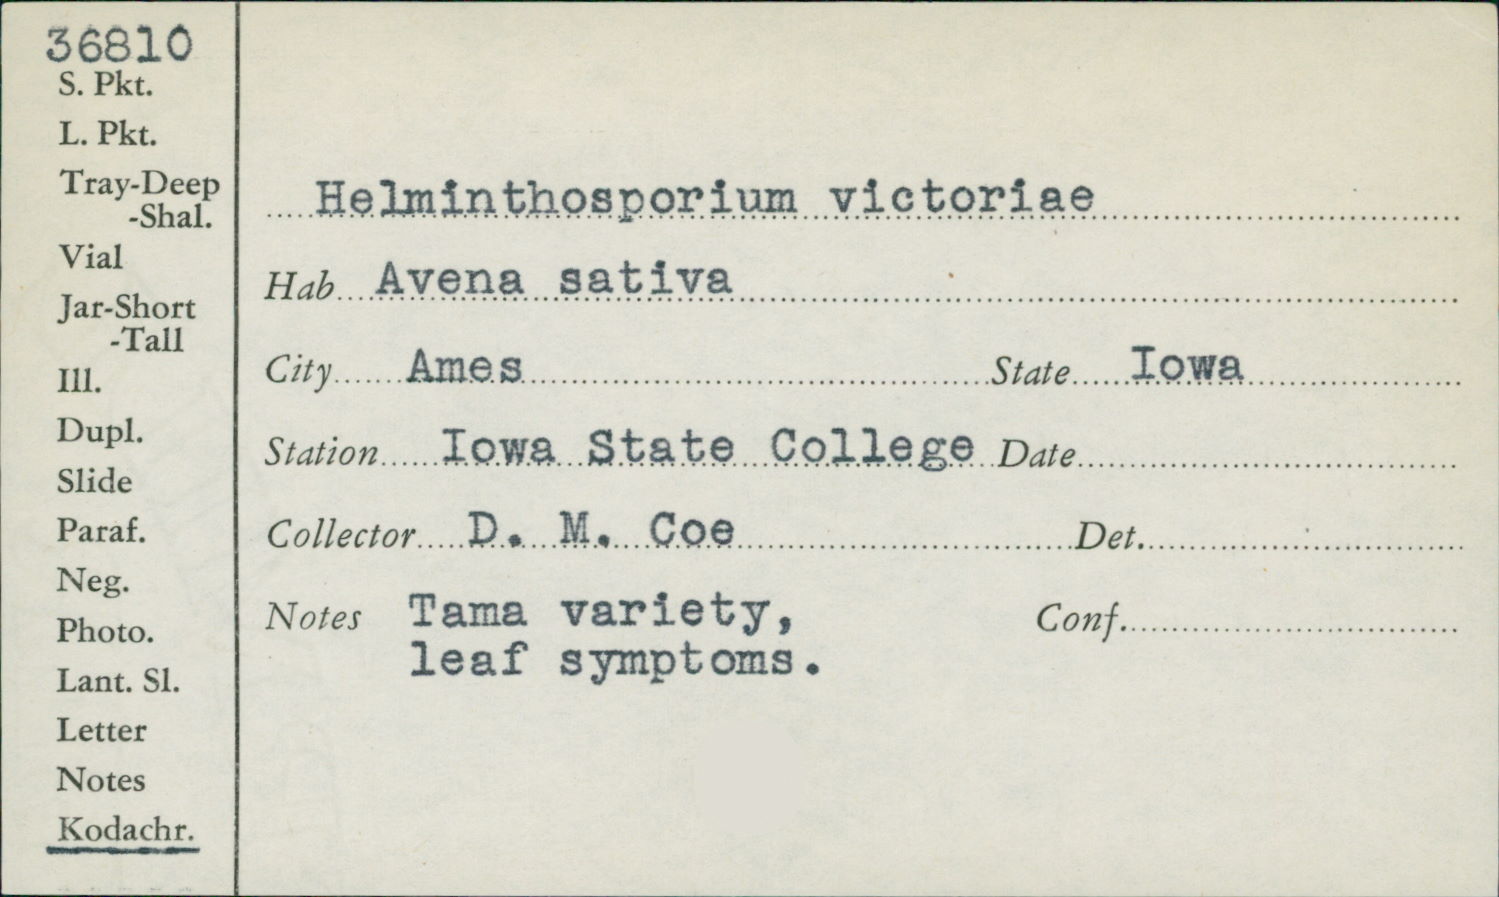 36810
S. Pkt.
L. Pkt.
Tray-Deep
-Shal.
Vial
Jar-Short
-Tall
Ill.
Dupl.
Slide
Paraf.
Neg.
Photo.
Lant. Sl.
Letter
Notes
Kodachr.
Helminthosporium victoriae
Hab Avena sativa
City Ames State Iowa
Station Iowa State College Date
Collector D. M. Coe Det.
Notes Tama variety, Conf.
leaf symptoms.